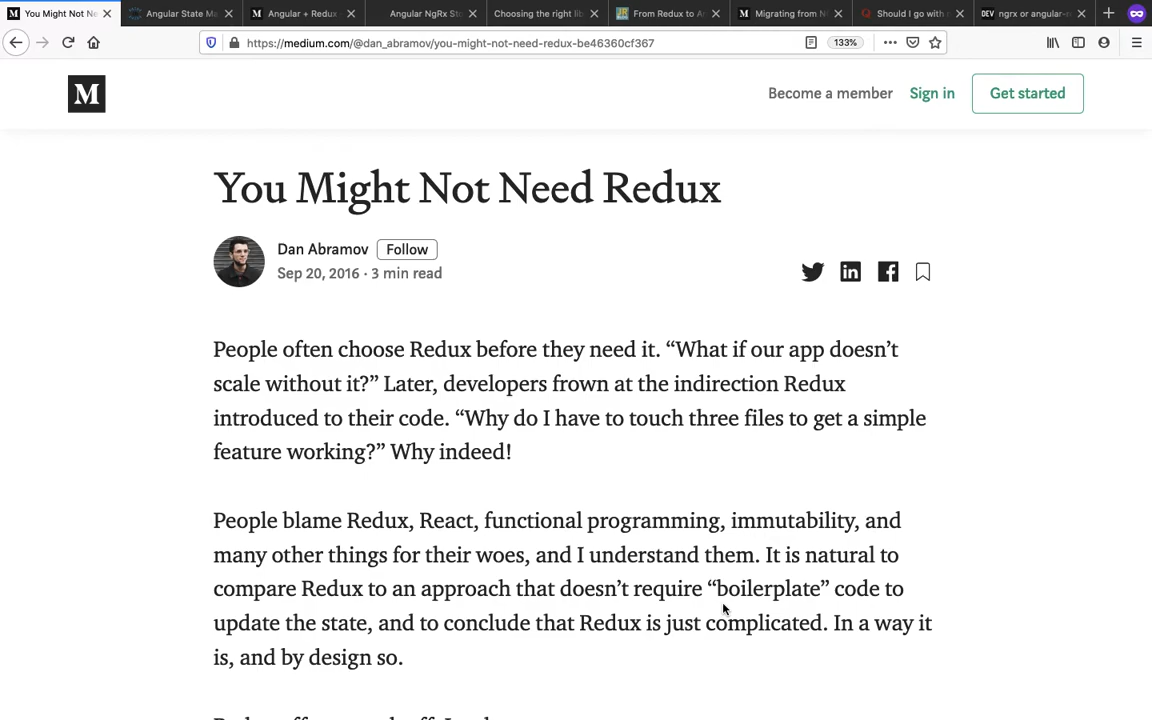 You Might Not Ne
Angular State Ma
Angular + Redux
Angular NgRx Sto
Choosing the right lib
From Redux to An
Migrating from N
Should I go with
DEV ngrx or angular-r
https://medium.com/@dan_abramov/you-might-not-need-redux-be46360cf367
133%
M
Become a member
Sign in
Get started
You Might Not Need Redux
Dan Abramov
Follow
Sep 20, 2016 · 3 min read
People often choose Redux before they need it. “What if our app doesn’t
scale without it?” Later, developers frown at the indirection Redux
introduced to their code. “Why do I have to touch three files to get a simple
feature working?” Why indeed!
People blame Redux, React, functional programming, immutability, and
many other things for their woes, and I understand them. It is natural to
compare Redux to an approach that doesn’t require “boilerplate” code to
update the state, and to conclude that Redux is just complicated. In a way it
is, and by design so.